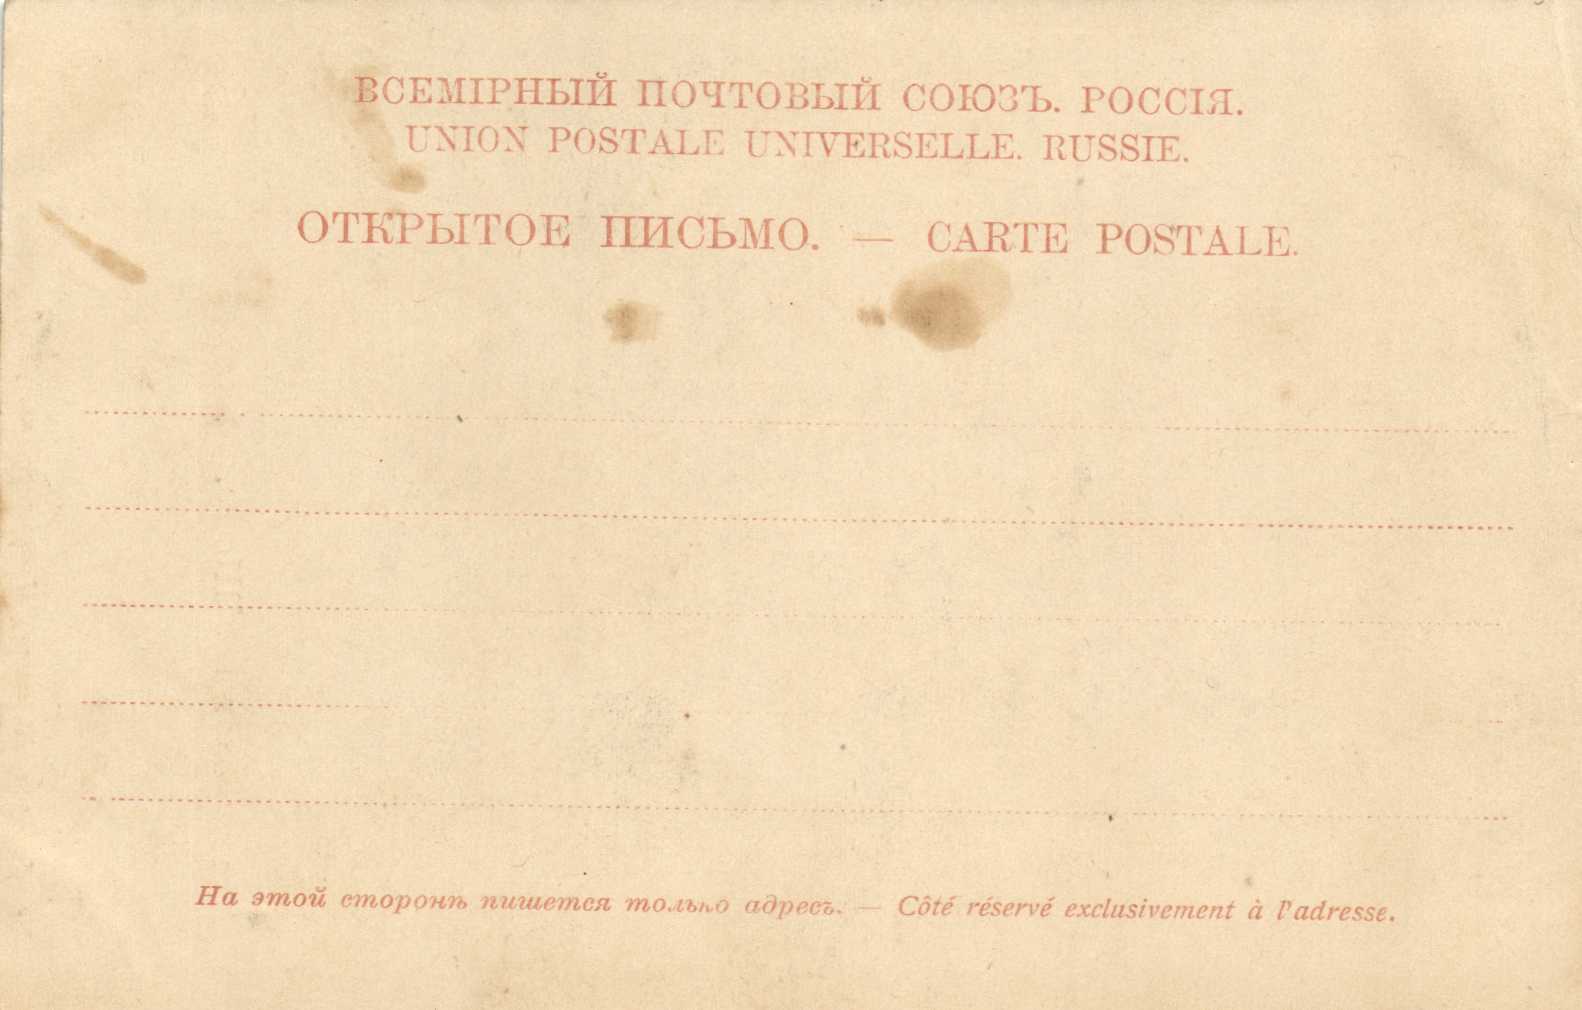 ВСЕМІРНЫЙ ПОЧТОВЫЙ СОЮЗЪ. РОССІЯ.
UNION POSTALE UNIVERSELLE. RUSSIE.
ОТКРЫТОЕ ПИСЬМО. — CARTE POSTALE.
На этой сторонѣ пишется только адресъ. — Côté réservé exclusivement à l'adresse.